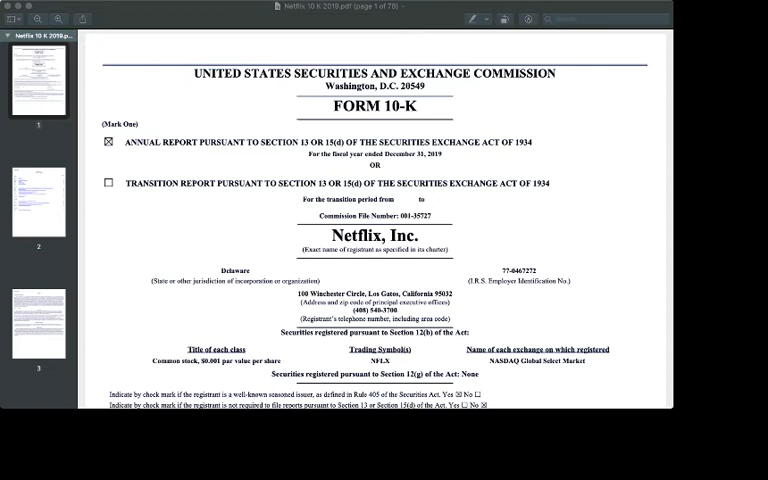 Netflix 10 K 2019.pdf (page 1 of 76)
Search
Netflix 10 K 2019.p...
1
2
3
UNITED STATES SECURITIES AND EXCHANGE COMMISSION
Washington, D.C. 20549
FORM 10-K
(Mark One)
☒ ANNUAL REPORT PURSUANT TO SECTION 13 OR 15(d) OF THE SECURITIES EXCHANGE ACT OF 1934
For the fiscal year ended December 31, 2019
OR
☐ TRANSITION REPORT PURSUANT TO SECTION 13 OR 15(d) OF THE SECURITIES EXCHANGE ACT OF 1934
For the transition period from to
Commission File Number: 001-35727
Netflix, Inc.
(Exact name of registrant as specified in its charter)
Delaware 77-0467272
(State or other jurisdiction of incorporation or organization) (I.R.S. Employer Identification No.)
100 Winchester Circle, Los Gatos, California 95032
(Address and zip code of principal executive offices)
(408) 540-3700
(Registrant's telephone number, including area code)
Securities registered pursuant to Section 12(b) of the Act:
Title of each class Trading Symbol(s) Name of each exchange on which registered
Common stock, $0.001 par value per share NFLX NASDAQ Global Select Market
Securities registered pursuant to Section 12(g) of the Act: None
Indicate by check mark if the registrant is a well-known seasoned issuer, as defined in Rule 405 of the Securities Act. Yes ☒ No ☐
Indicate by check mark if the registrant is not required to file reports pursuant to Section 13 or Section 15(d) of the Act. Yes ☐ No ☒